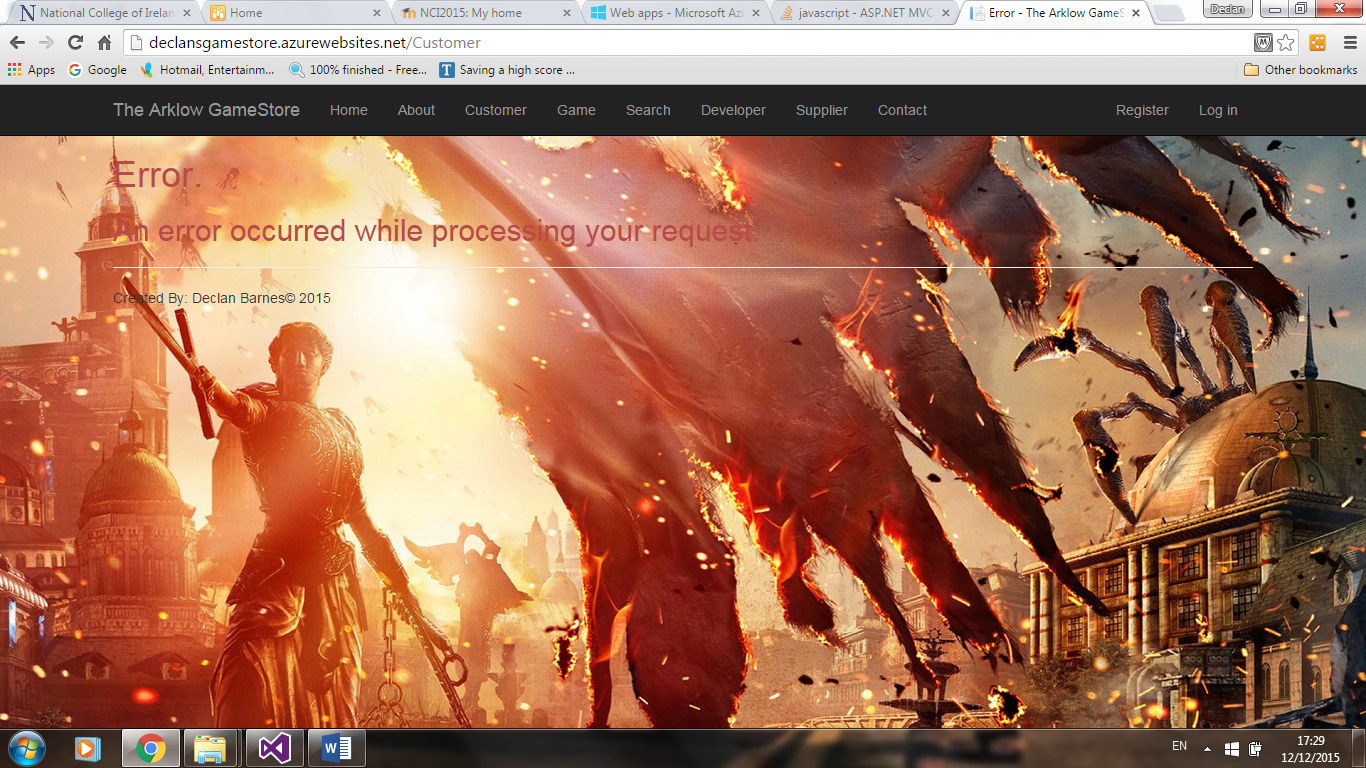 National College of Irelan
Home
NCI2015: My home
Web apps - Microsoft Az
javascript - ASP.NET MVC
Error - The Arklow GameS
Declan
declansgamestore.azurewebsites.net/Customer
Apps
Google
Hotmail, Entertainm...
100% finished - Free...
Saving a high score ...
Other bookmarks
The Arklow GameStore
Home
About
Customer
Game
Search
Developer
Supplier
Contact
Register
Log in
Error.
An error occurred while processing your request.
Created By: Declan Barnes© 2015
EN
17:29
12/12/2015